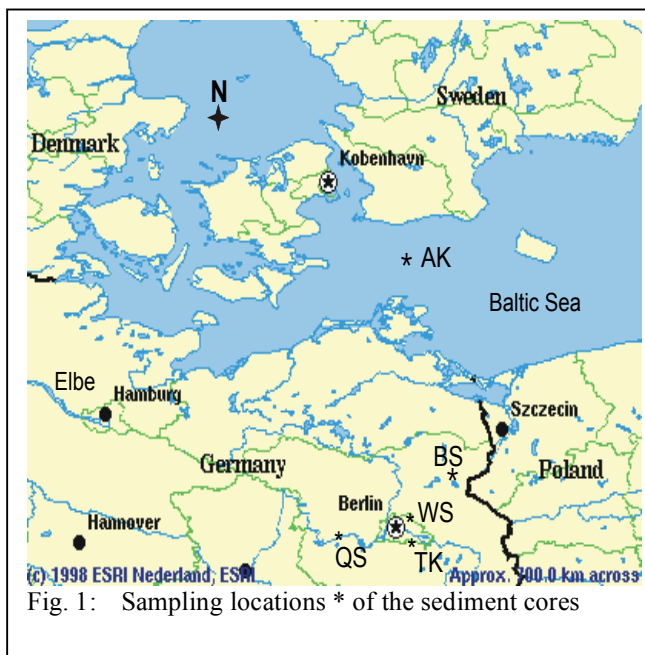 N
Sweden
Denmark
Kobenhavn
* AK
Baltic Sea
Elbe
Hamburg
Szczecin
Germany
BS
*
Poland
Berlin
* WS
Hannover
*
QS
*
TK
(c) 1998 ESRI Nederland, ESRI
Approx. 700.0 km across
Fig. 1: Sampling locations * of the sediment cores